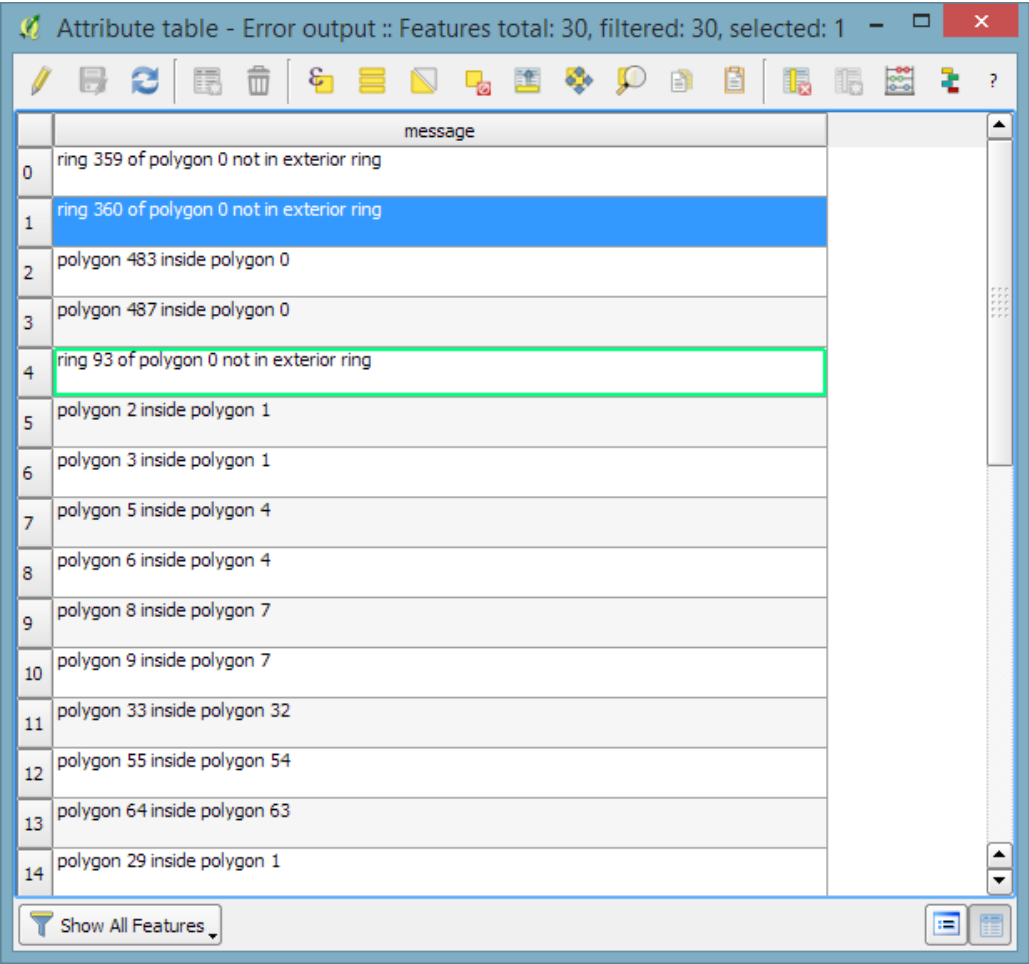 Attribute table - Error output :: Features total: 30, filtered: 30, selected: 1
ε
?
message
0 ring 359 of polygon 0 not in exterior ring
1 ring 360 of polygon 0 not in exterior ring
2 polygon 483 inside polygon 0
3 polygon 487 inside polygon 0
4 ring 93 of polygon 0 not in exterior ring
5 polygon 2 inside polygon 1
6 polygon 3 inside polygon 1
7 polygon 5 inside polygon 4
8 polygon 6 inside polygon 4
9 polygon 8 inside polygon 7
10 polygon 9 inside polygon 7
11 polygon 33 inside polygon 32
12 polygon 55 inside polygon 54
13 polygon 64 inside polygon 63
14 polygon 29 inside polygon 1
Show All Features